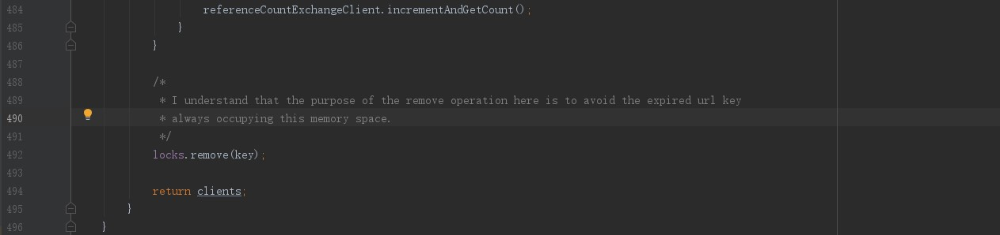 484 referenceCountExchangeClient.incrementAndGetCount();
485 }
486 }
487
488 /*
489 * I understand that the purpose of the remove operation here is to avoid the expired url key
490 * always occupying this memory space.
491 */
492 locks.remove(key);
493
494 return clients;
495 }
496 }